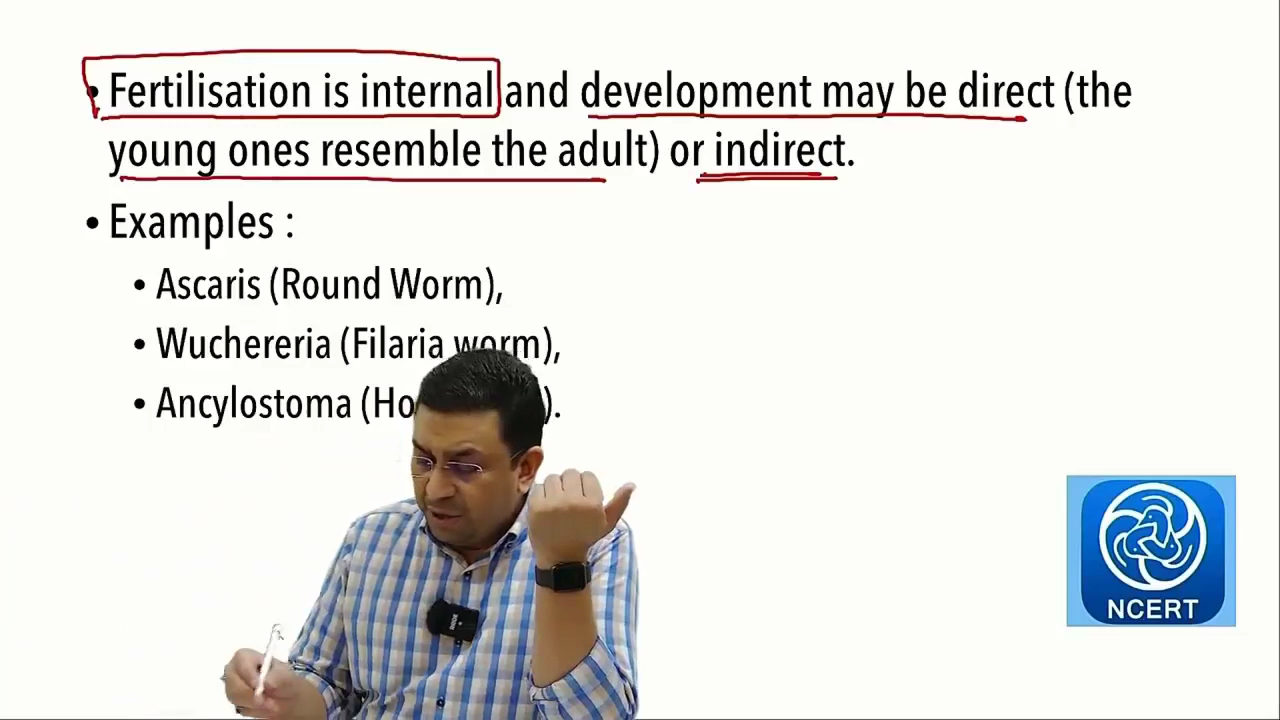 • Fertilisation is internal and development may be direct (the
young ones resemble the adult) or indirect.
• Examples :
• Ascaris (Round Worm),
• Wuchereria (Filaria worm),
• Ancylostoma
NCERT